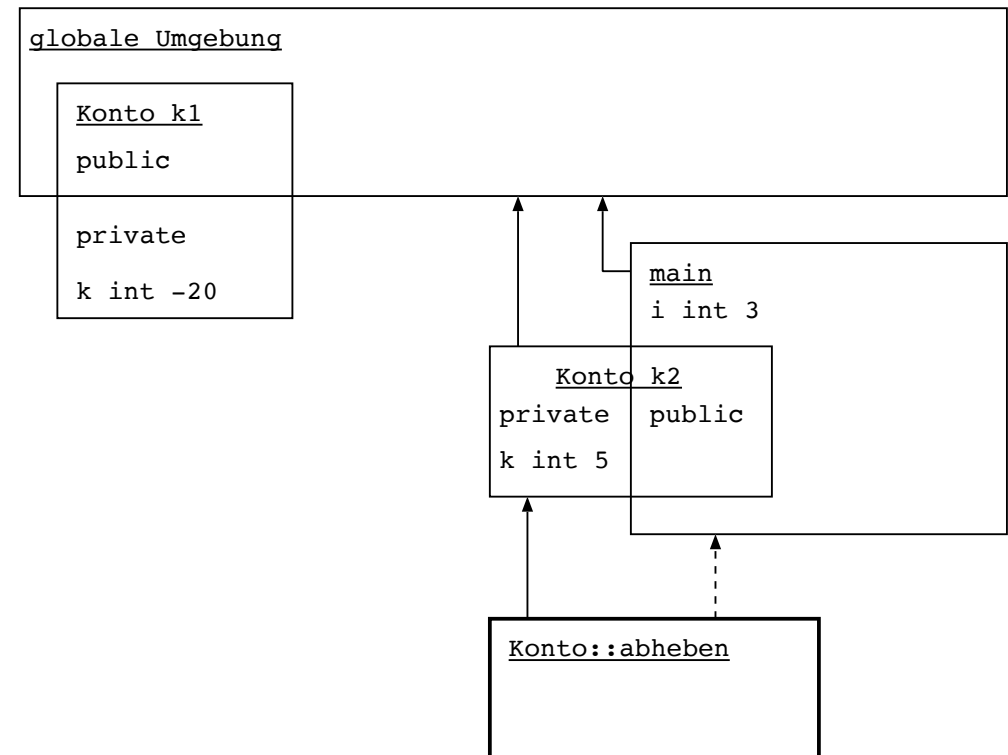 globale Umgebung
Konto k1
public
private
k int -20
main
i int 3
Konto k2
private public
k int 5
Konto::abheben